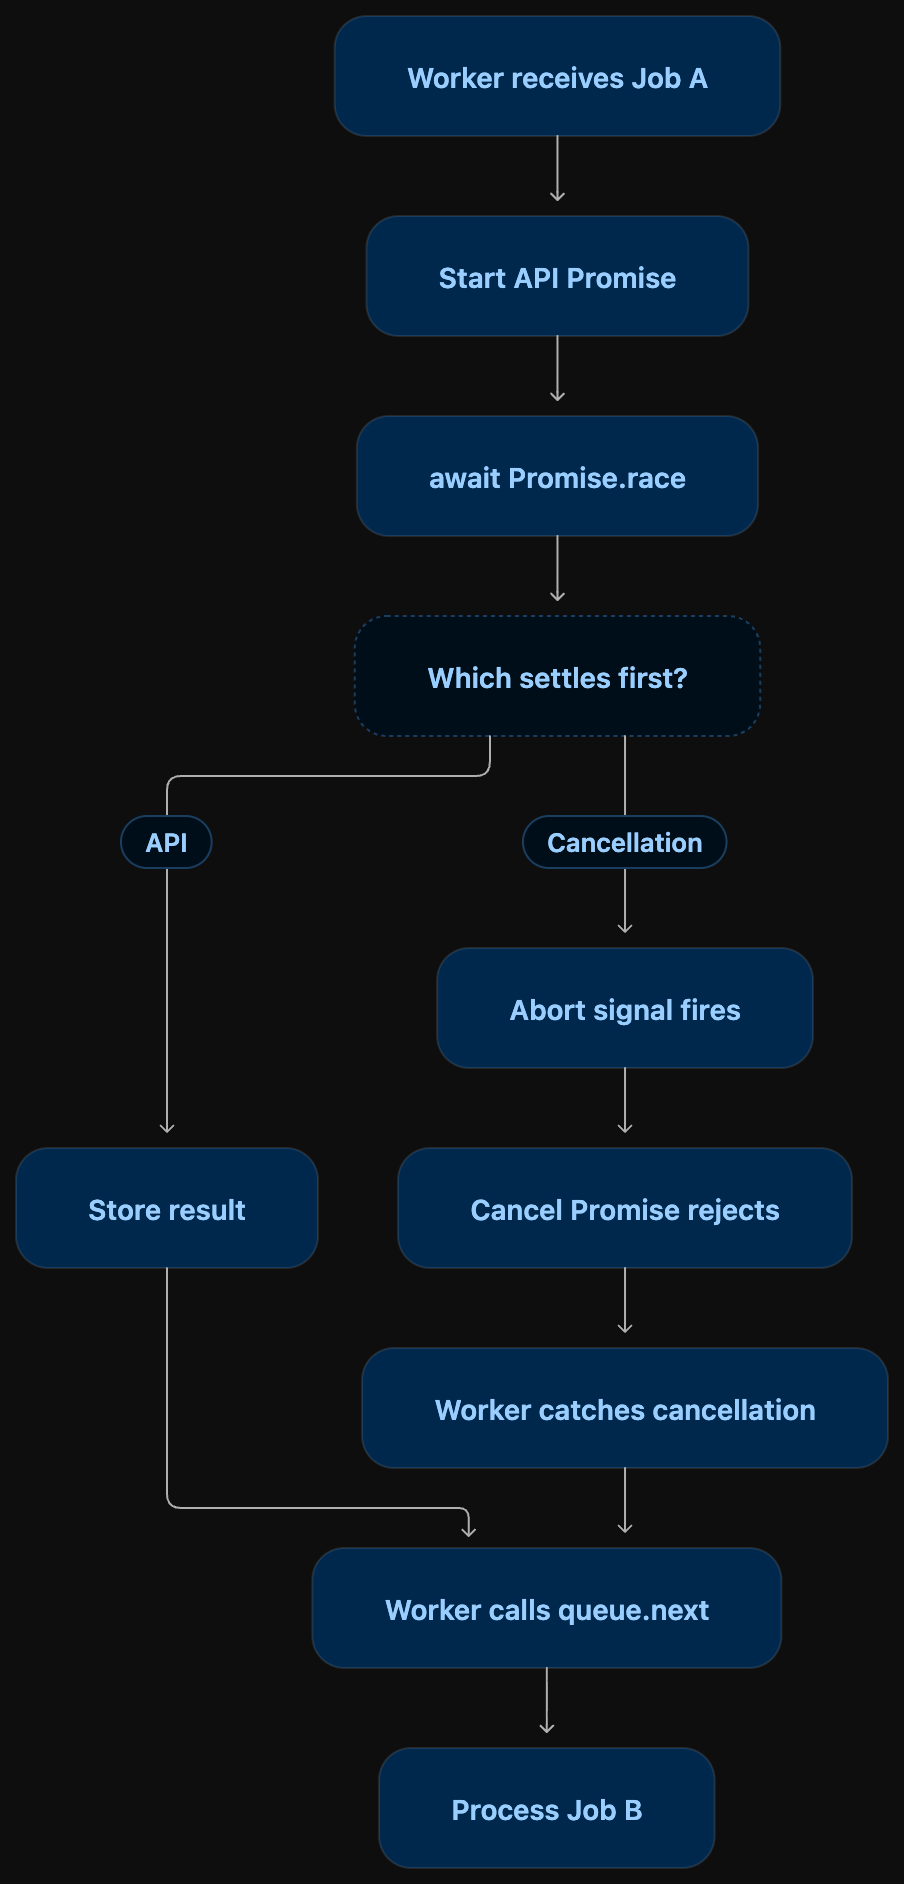 Worker receives Job A
Start API Promise
await Promise.race
Which settles first?
API
Cancellation
Abort signal fires
Store result
Cancel Promise rejects
Worker catches cancellation
Worker calls queue.next
Process Job B